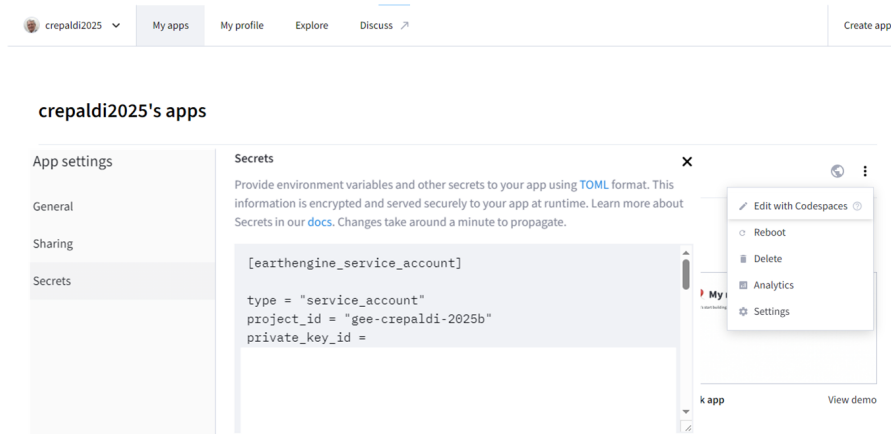 crepaldi2025
My apps
My profile
Explore
Discuss
Create app
crepaldi2025's apps
App settings
General
Sharing
Secrets
Secrets
Provide environment variables and other secrets to your app using TOML format. This
information is encrypted and served securely to your app at runtime. Learn more about
Secrets in our docs. Changes take around a minute to propagate.
[earthengine_service_account]
type = "service_account"
project_id = "gee-crepaldi-2025b"
private_key_id =
Edit with Codespaces
Reboot
Delete
Analytics
Settings
My
k app
View demo